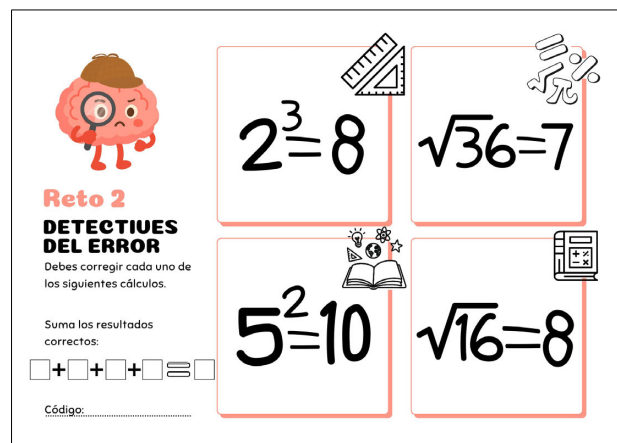 Reto 2
DETECTIVES
DEL ERROR
Debes corregir cada uno de
los siguientes cálculos.
Suma los resultados
correctos:
□+□+□+□=□
Código:
2³=8
√36=7
5²=10
√16=8